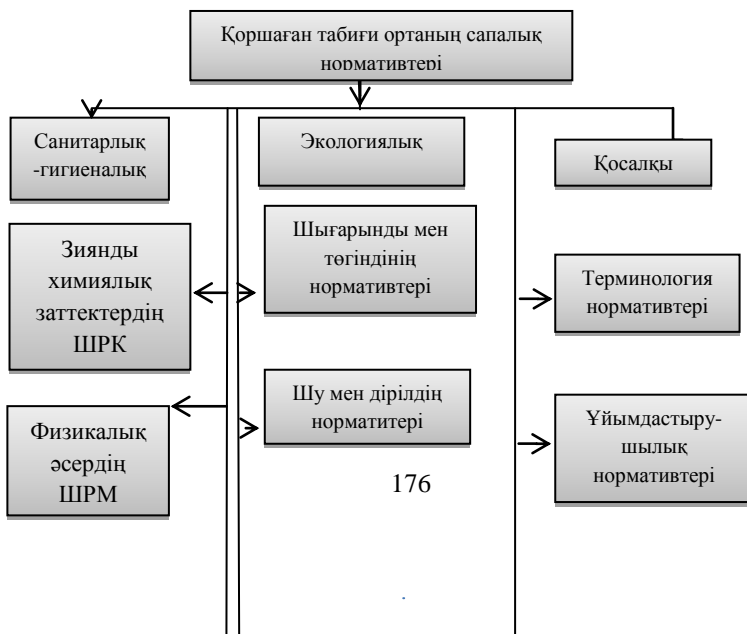 Қоршаған табиғи ортаның сапалық
нормативтері
Санитарлық
-гигиеналық
Экологиялық
Қосалқы
Зиянды
химиялық
заттектердің
ШРК
Шығарынды мен
төгіндінің
нормативтері
Терминология
нормативтері
Физикалық
әсердің
ШРМ
Шу мен дірілдің
норматитері
Ұйымдастыру-
шылық
нормативтері
176